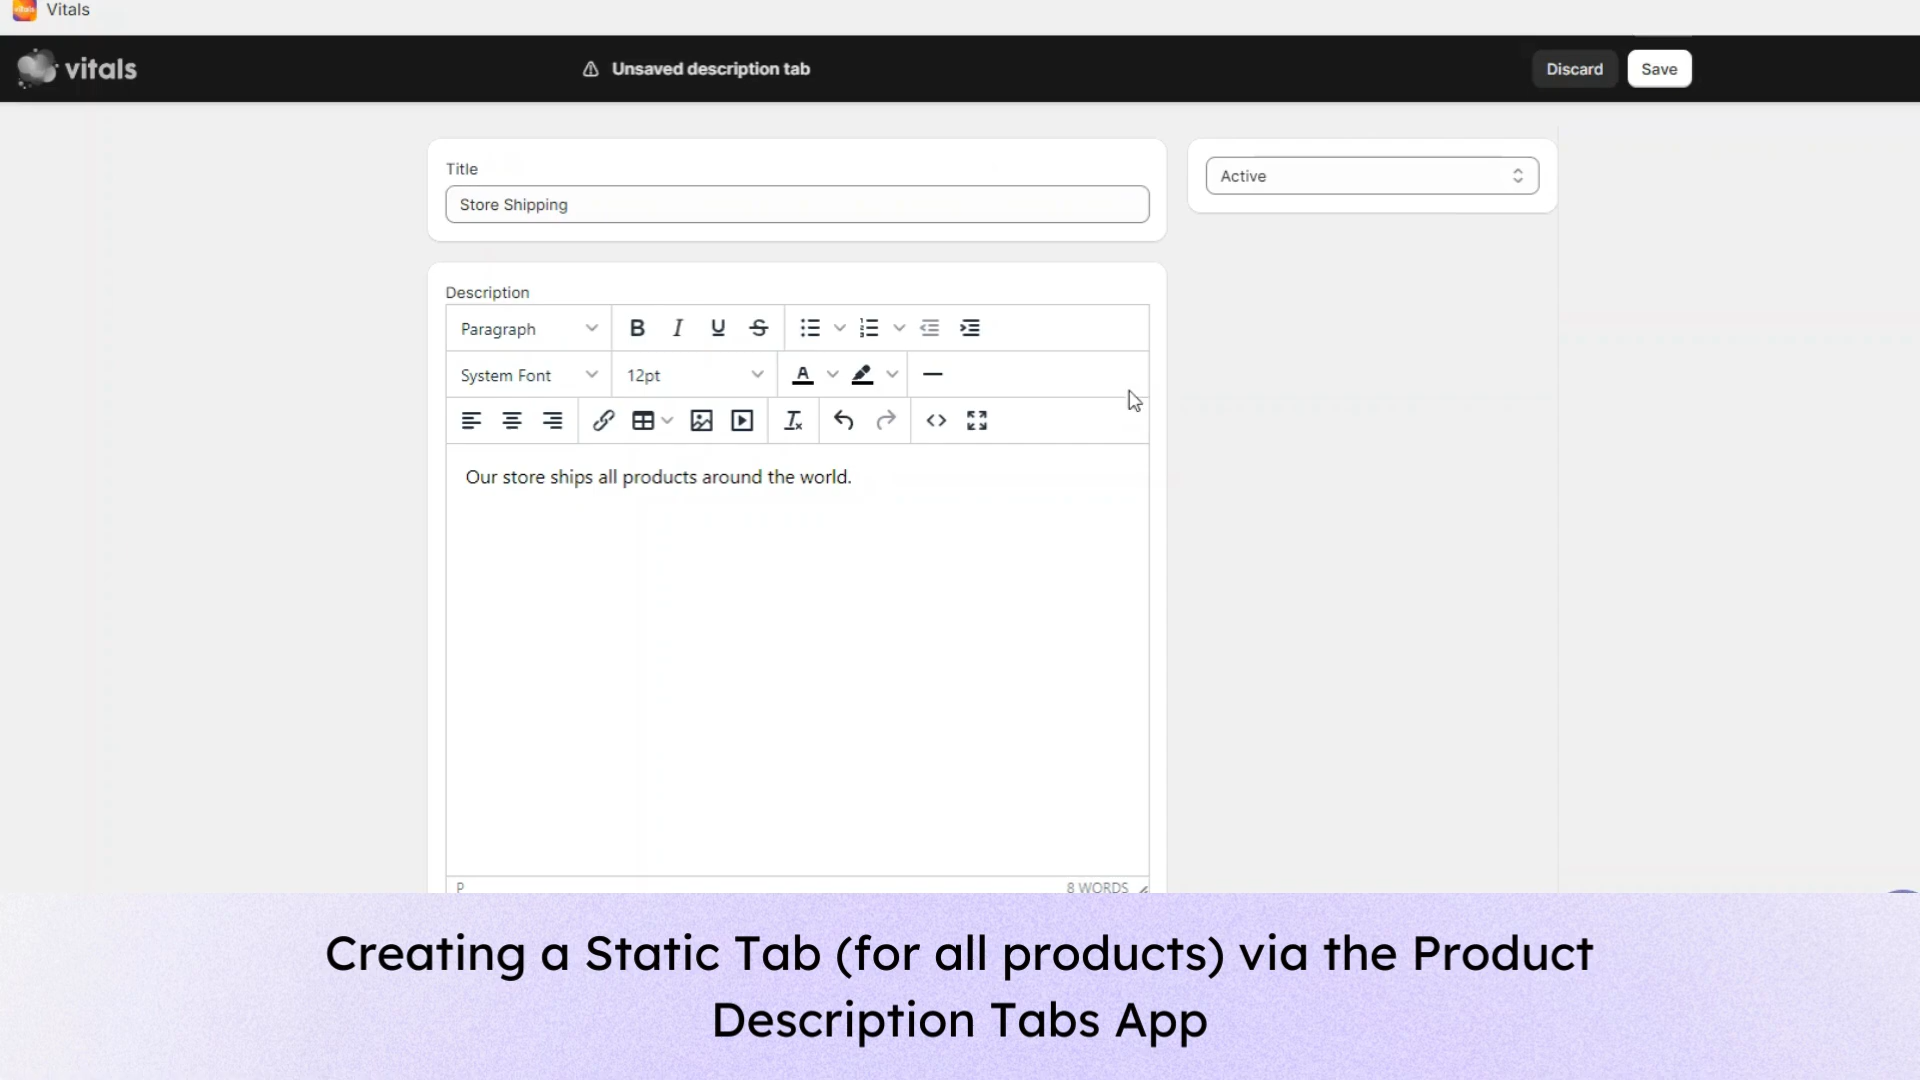 Vitals
vitals
Unsaved description tab
Discard
Save
Title
Store Shipping
Active
Description
Paragraph
B I U S
System Font
12pt
A
Our store ships all products around the world.
P
8 WORDS
Creating a Static Tab (for all products) via the Product
Description Tabs App